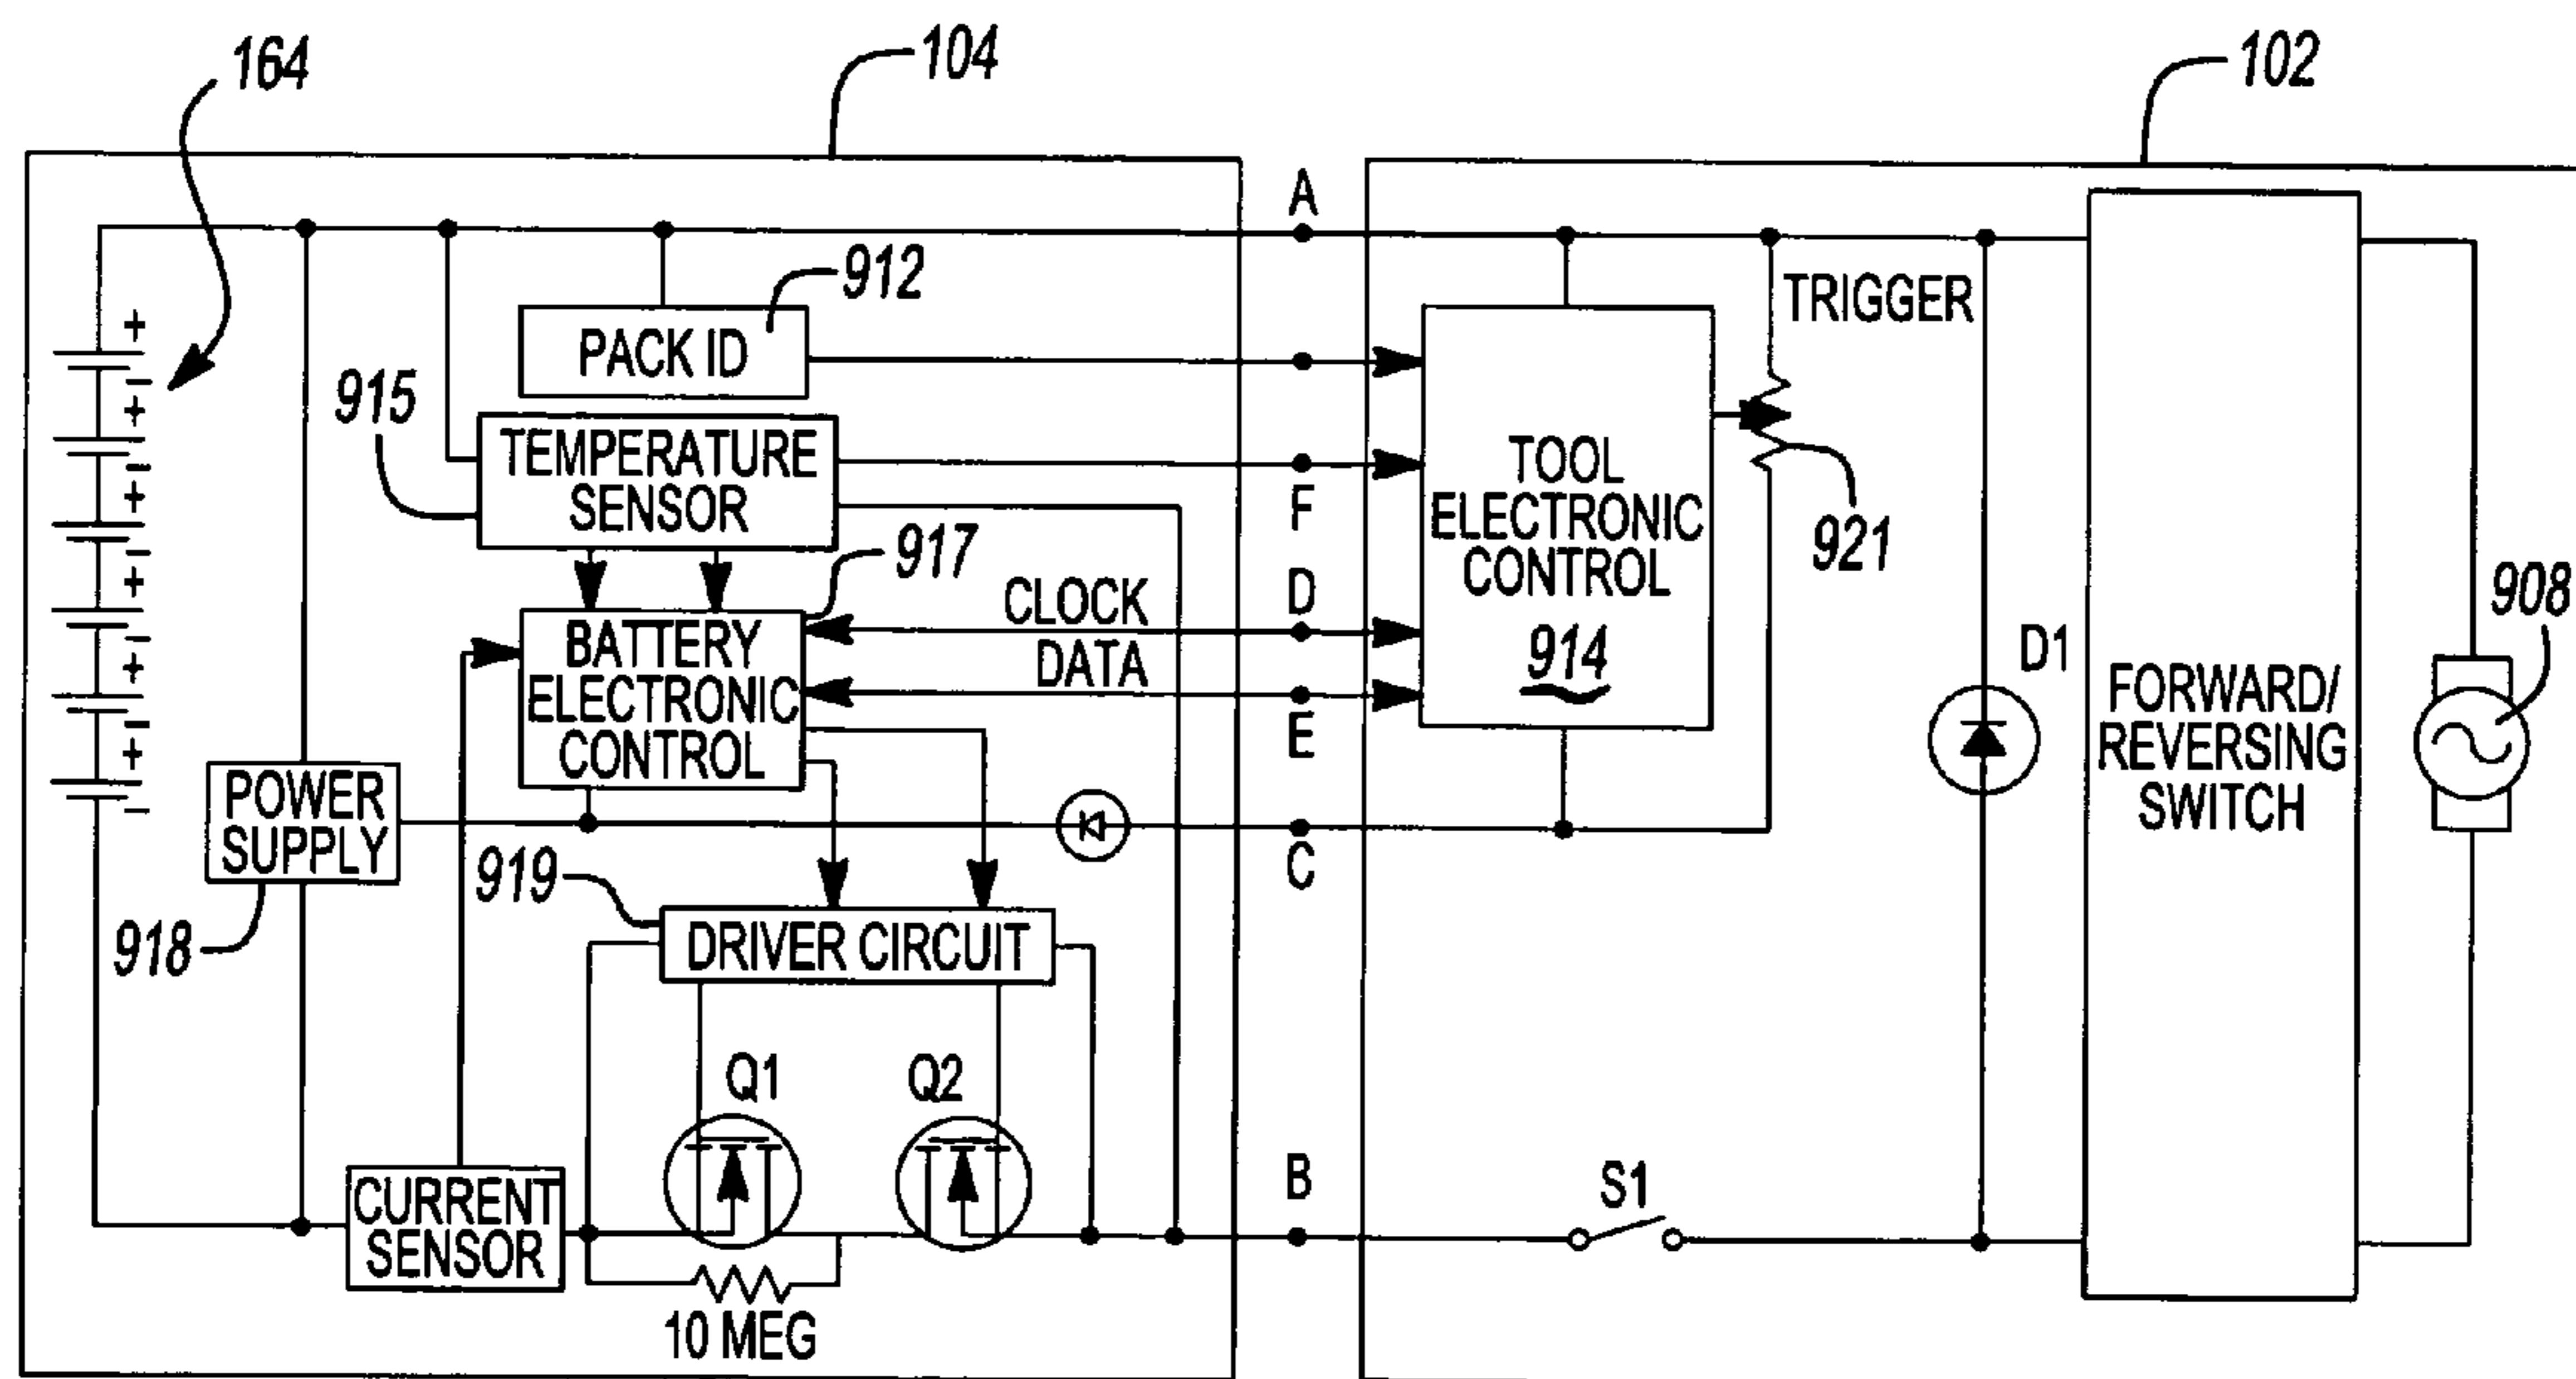 164
104
102
A
912
PACK ID
TRIGGER
915
TEMPERATURE
SENSOR
F
TOOL
ELECTRONIC
CONTROL
914
921
917
CLOCK
D
DATA
E
BATTERY
ELECTRONIC
CONTROL
D1
FORWARD/
REVERSING
SWITCH
908
POWER
SUPPLY
918
C
919
DRIVER CIRCUIT
Q1
Q2
B
S1
CURRENT
SENSOR
10 MEG
+
-
+
-
+
-
+
-
+
-
+
-